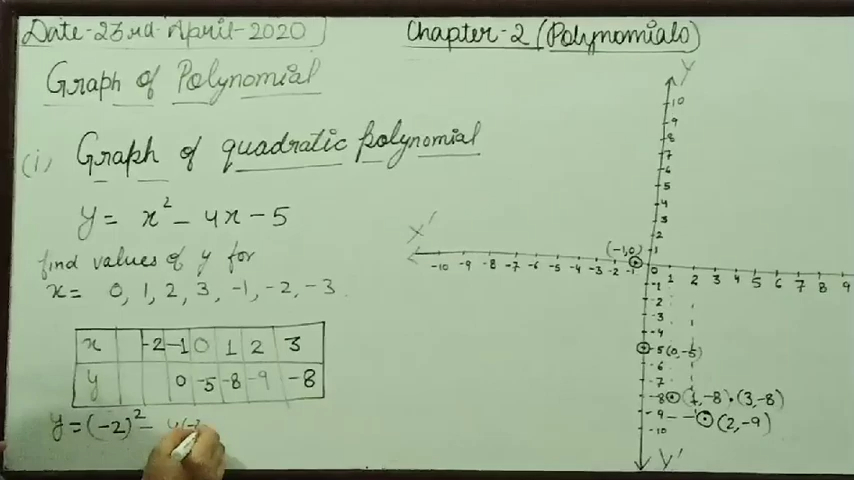 Date-23rd-April-2020
Chapter-2 (Polynomials)
Graph of Polynomial
(i) Graph of quadratic polynomial
y = x² - 4x - 5
find values of y for
x = 0, 1, 2, 3, -1, -2, -3
x -2 -1 0 1 2 3
y 0 -5 -8 -9 -8
y = (-2)² - 4(-2
Y
10
9
8
7
6
5
4
3
2
1
X'
(-1,0)
-10 -9 -8 -7 -6 -5 -4 -3 -2 -1 0 1 2 3 4 5 6 7 8 9
-1
-2
-3
-4
-5 (0,-5)
-6
-7
-8 (1,-8) (3,-8)
-9 (2,-9)
-10
Y'